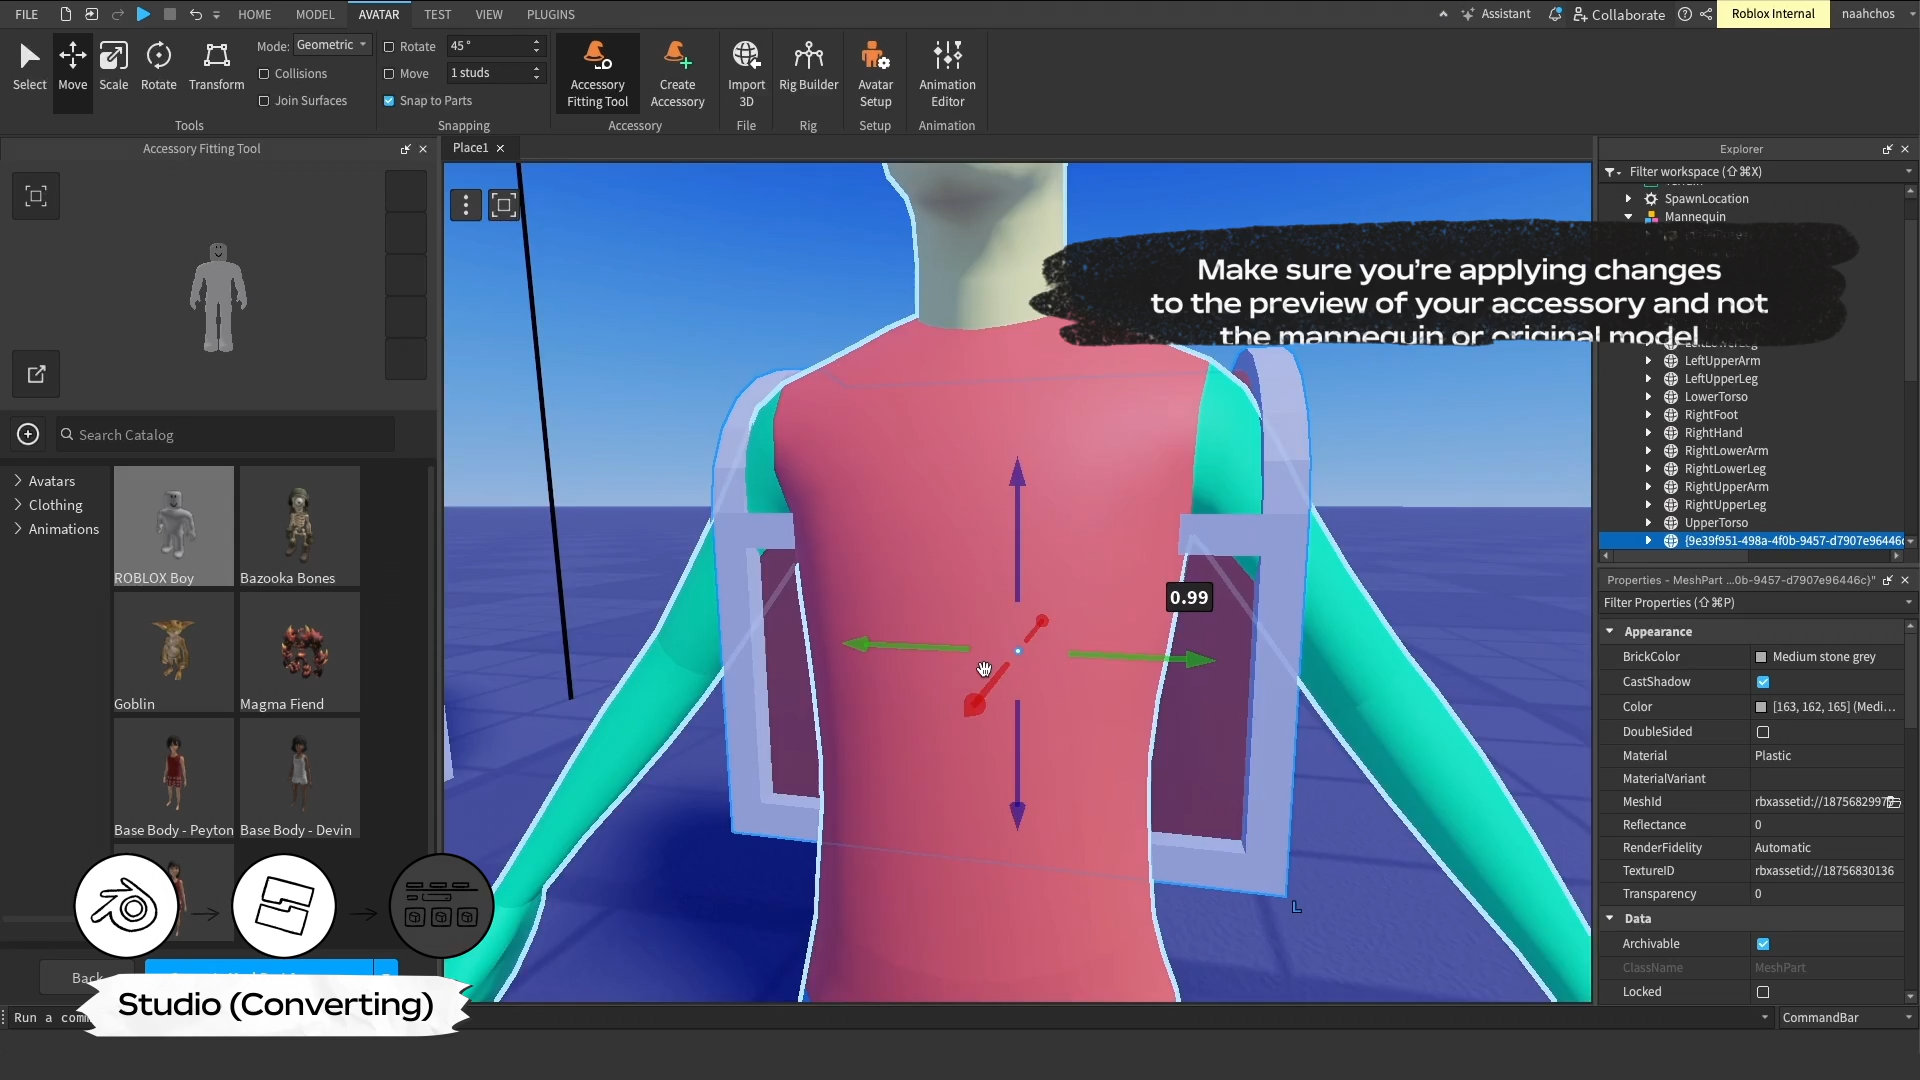 FILE
HOME
MODEL
AVATAR
TEST
VIEW
PLUGINS
Assistant
Collaborate
Roblox Internal
naahchos
Select
Move
Scale
Rotate
Transform
Mode:
Geometric
Collisions
Join Surfaces
Tools
Rotate
45 °
Move
1 studs
Snap to Parts
Snapping
Accessory
Fitting Tool
Create
Accessory
Accessory
Import
3D
File
Rig Builder
Rig
Avatar
Setup
Setup
Animation
Editor
Animation
Accessory Fitting Tool
Search Catalog
Avatars
Clothing
Animations
ROBLOX Boy
Bazooka Bones
Goblin
Magma Fiend
Base Body - Peyton
Base Body - Devin
Back
Studio (Converting)
Run a com
CommandBar
Place1
Make sure you're applying changes
to the preview of your accessory and not
the mannequin or original model
0.99
L
Explorer
Filter workspace (⇧⌘X)
Terrain
SpawnLocation
Mannequin
LeftLowerLeg
LeftUpperArm
LeftUpperLeg
LowerTorso
RightFoot
RightHand
RightLowerArm
RightLowerLeg
RightUpperArm
RightUpperLeg
UpperTorso
{9e39f951-498a-4f0b-9457-d7907e96446c
Properties - MeshPart ...0b-9457-d7907e96446c}"
Filter Properties (⇧⌘P)
Appearance
BrickColor
Medium stone grey
CastShadow
Color
[163, 162, 165] (Medi...
DoubleSided
Material
Plastic
MaterialVariant
MeshId
rbxassetid://1875682997
Reflectance
0
RenderFidelity
Automatic
TextureID
rbxassetid://18756830136
Transparency
0
Data
Archivable
ClassName
MeshPart
Locked